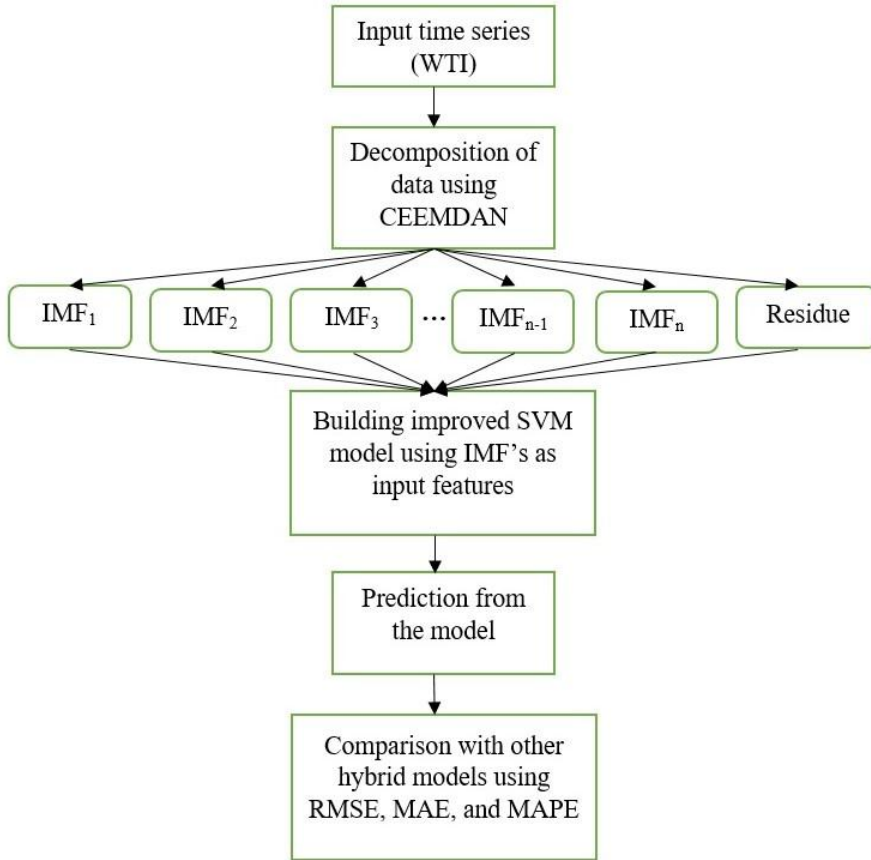 Input time series
(WTI)
Decomposition of
data using
CEEMDAN
IMF₁
IMF₂
IMF₃
...
IMFₙ₋₁
IMFₙ
Residue
Building improved SVM
model using IMF’s as
input features
Prediction from
the model
Comparison with other
hybrid models using
RMSE, MAE, and MAPE